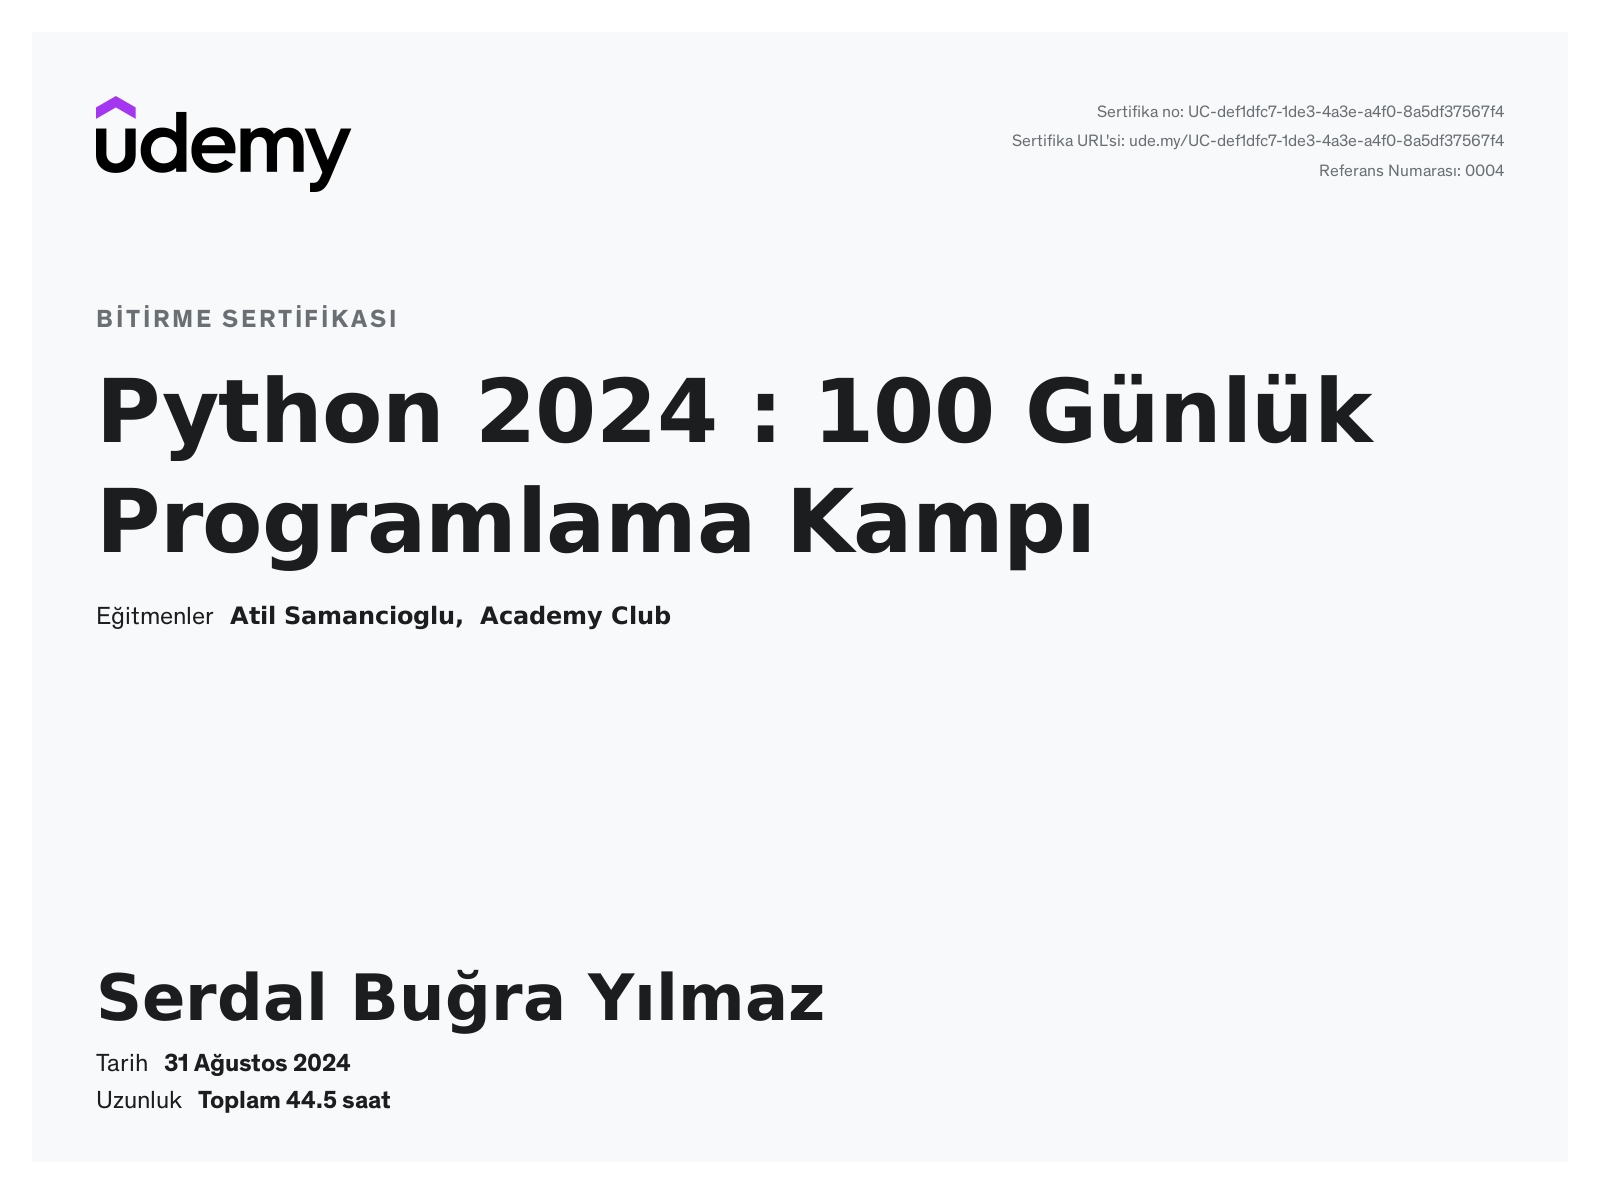 udemy
Sertifika no: UC-def1dfc7-1de3-4a3e-a4f0-8a5df37567f4
Sertifika URL'si: ude.my/UC-def1dfc7-1de3-4a3e-a4f0-8a5df37567f4
Referans Numarası: 0004
BİTİRME SERTİFİKASI
Python 2024 : 100 Günlük
Programlama Kampı
Eğitmenler Atil Samancioglu, Academy Club
Serdal Buğra Yılmaz
Tarih 31 Ağustos 2024
Uzunluk Toplam 44.5 saat